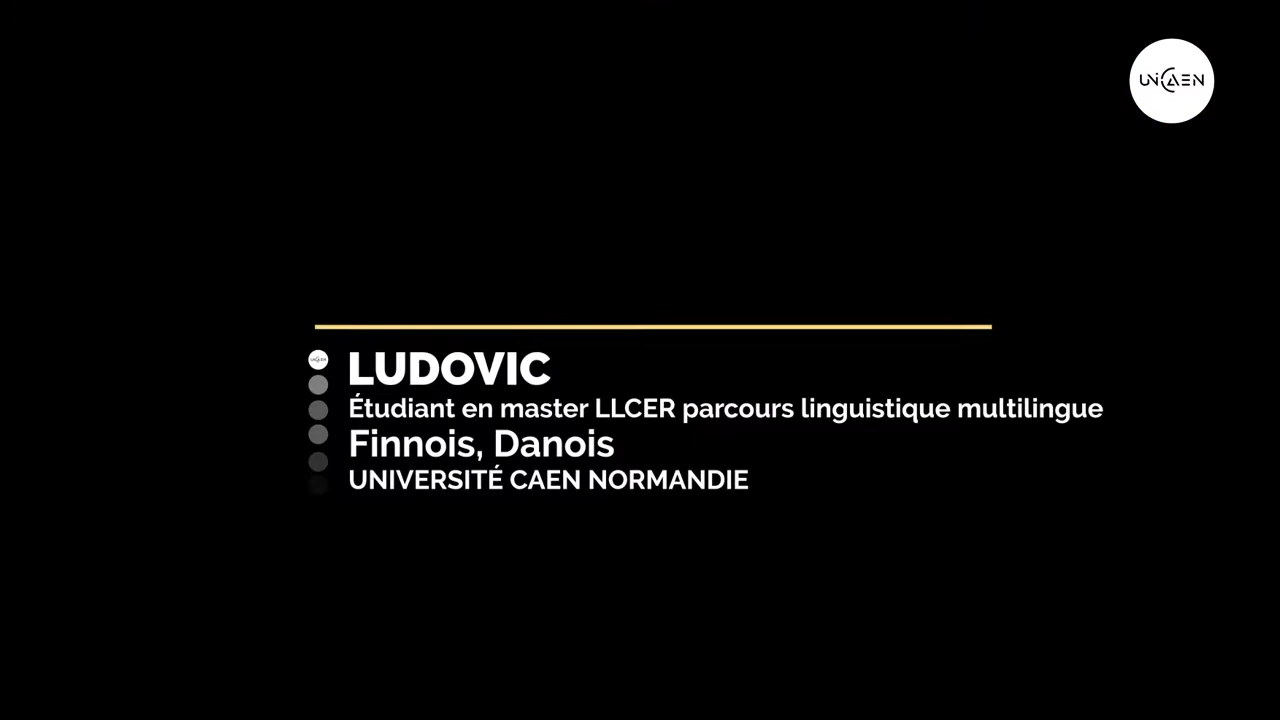 UNICAEN
LUDOVIC
Étudiant en master LLCER parcours linguistique multilingue
Finnois, Danois
UNIVERSITÉ CAEN NORMANDIE